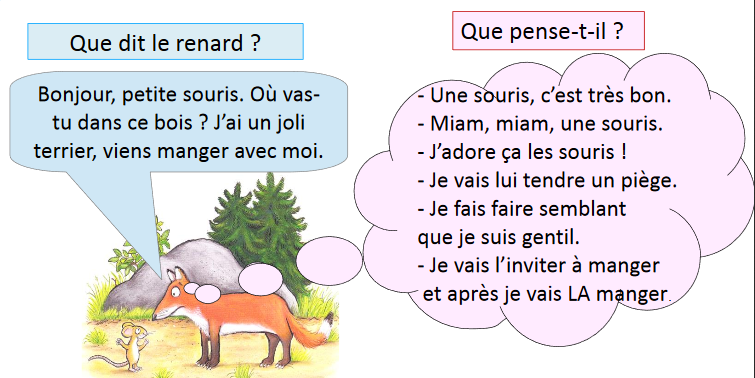 Que dit le renard ?
Bonjour, petite souris. Où vas-
tu dans ce bois ? J'ai un joli
terrier, viens manger avec moi.
Que pense-t-il ?
- Une souris, c'est très bon.
- Miam, miam, une souris.
- J'adore ça les souris !
- Je vais lui tendre un piège.
- Je fais faire semblant
que je suis gentil.
- Je vais l'inviter à manger
et après je vais LA manger.